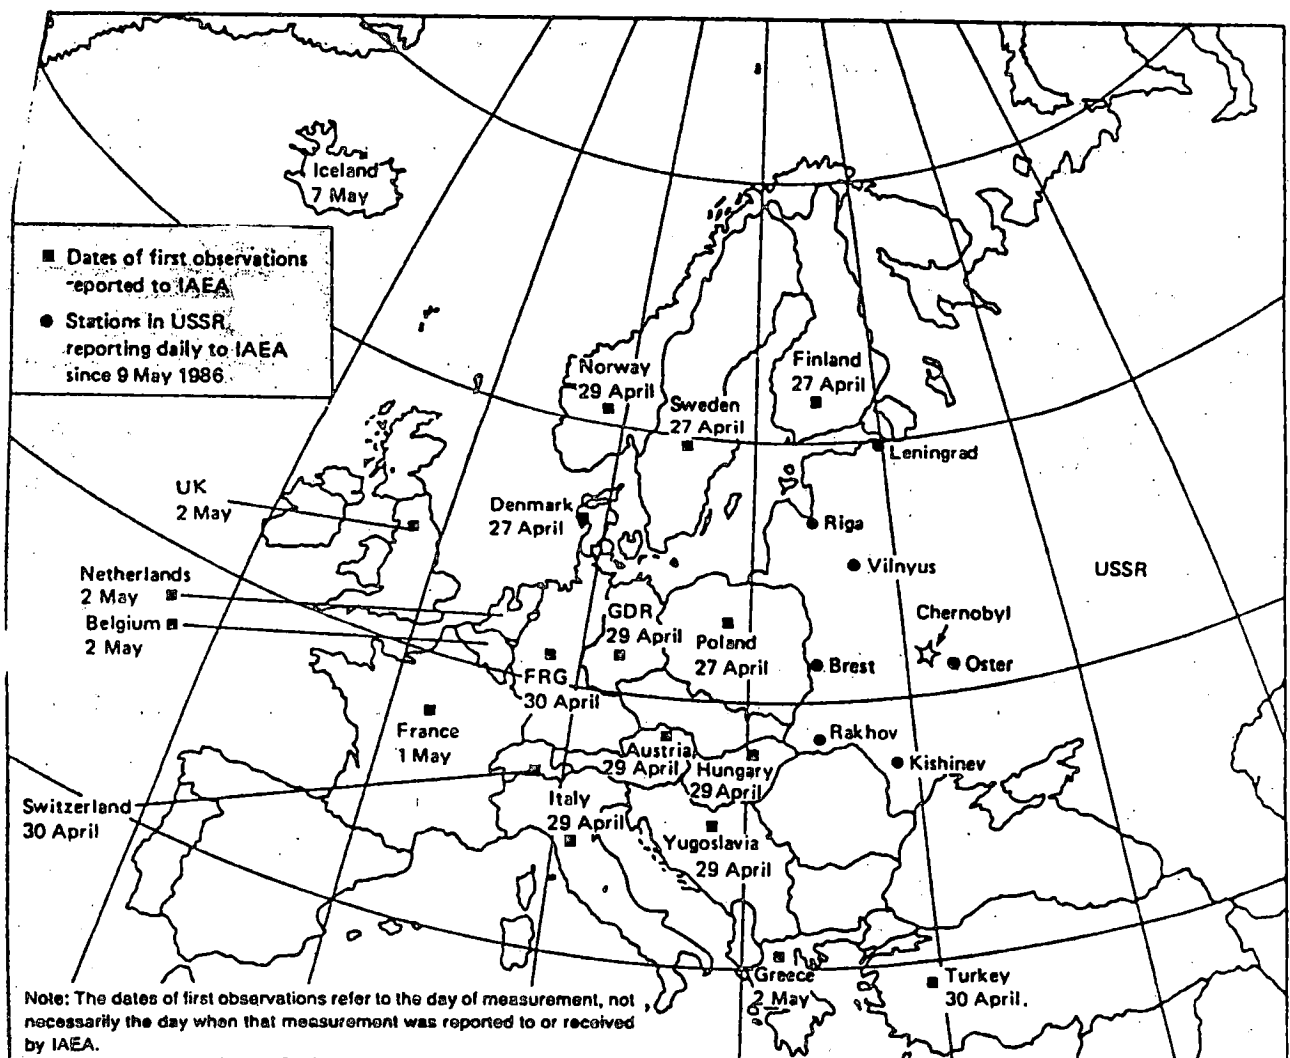 Iceland
7 May
Dates of first observations
reported to IAEA
Stations in USSR
reporting daily to IAEA
since 9 May 1986
Norway
29 April
Finland
27 April
Sweden
27 April
Leningrad
UK
2 May
Denmark
27 April
Riga
Vilnyus
USSR
Netherlands
2 May
Belgium
2 May
GDR
29 April
Poland
27 April
Chernobyl
Brest
Oster
FRG
30 April
France
1 May
Rakhov
Kishinev
Austria
29 April
Hungary
29 April
Switzerland
30 April
Italy
29 April
Yugoslavia
29 April
Greece
2 May
Turkey
30 April.
Note: The dates of first observations refer to the day of measurement, not
necessarily the day when that measurement was reported to or received
by IAEA.